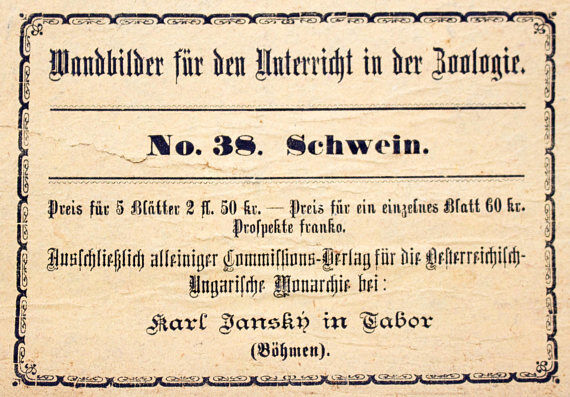 Wandbilder für den Unterricht in der Zoologie.
No. 38. Schwein.
Preis für 5 Blätter 2 fl. 50 kr. — Preis für ein einzelnes Blatt 60 kr.
Prospekte franko.
Ausschließlich alleiniger Commissions-Verlag für die Oesterreichisch-
Ungarische Monarchie bei:
Karl Janský in Tabor
(Böhmen).